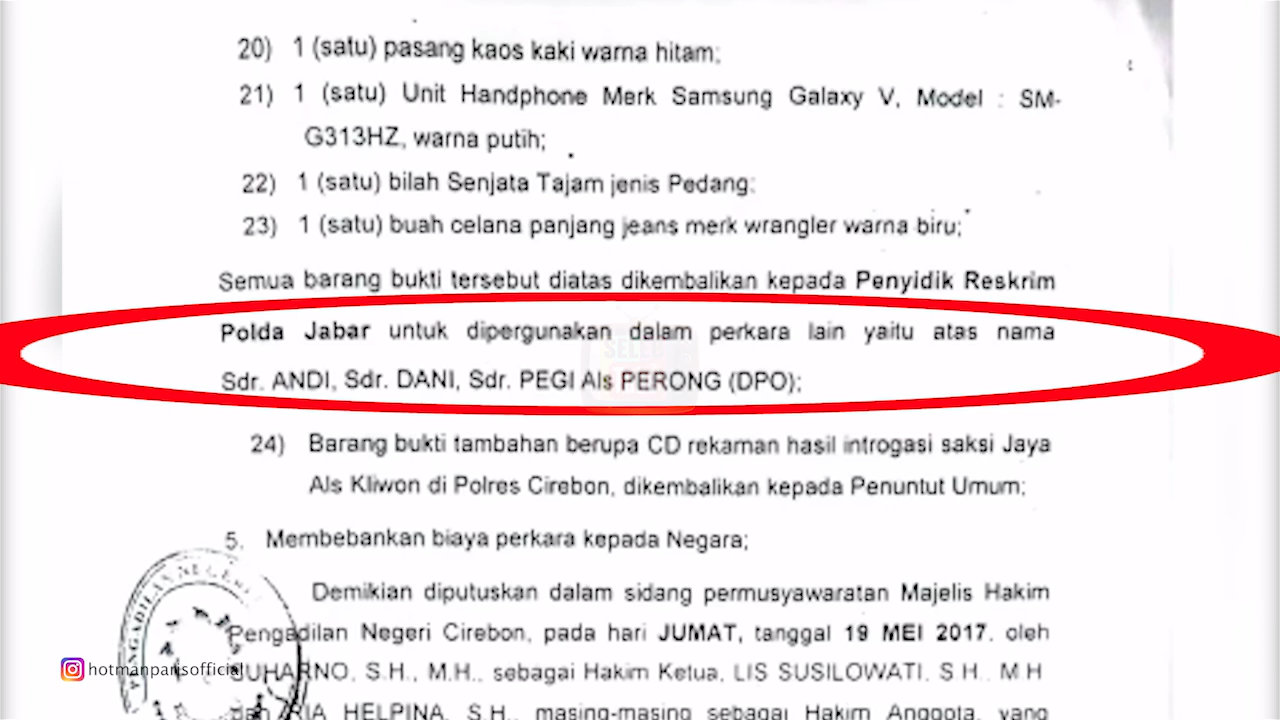 20) 1 (satu) pasang kaos kaki warna hitam;
21) 1 (satu) Unit Handphone Merk Samsung Galaxy V, Model : SM-
G313HZ, warna putih;
22) 1 (satu) bilah Senjata Tajam jenis Pedang;
23) 1 (satu) buah celana panjang jeans merk wrangler warna biru;
Semua barang bukti tersebut diatas dikembalikan kepada Penyidik Reskrim
Polda Jabar untuk dipergunakan dalam perkara lain yaitu atas nama
Sdr. ANDI, Sdr. DANI, Sdr. PEGI Als PERONG (DPO);
24) Barang bukti tambahan berupa CD rekaman hasil introgasi saksi Jaya
Als Kliwon di Polres Cirebon, dikembalikan kepada Penuntut Umum;
5. Membebankan biaya perkara kepada Negara;
Demikian diputuskan dalam sidang permusyawaratan Majelis Hakim
Pengadilan Negeri Cirebon, pada hari JUMAT, tanggal 19 MEI 2017, oleh
S.H., M.H., sebagai Hakim Ketua, LIS SUSILOWATI, S.H., M.H
HELPINA, S.H., masing-masing sebagai Hakim Anggota, yang
PENGADILAN NEGERI
hotmanparisofficial